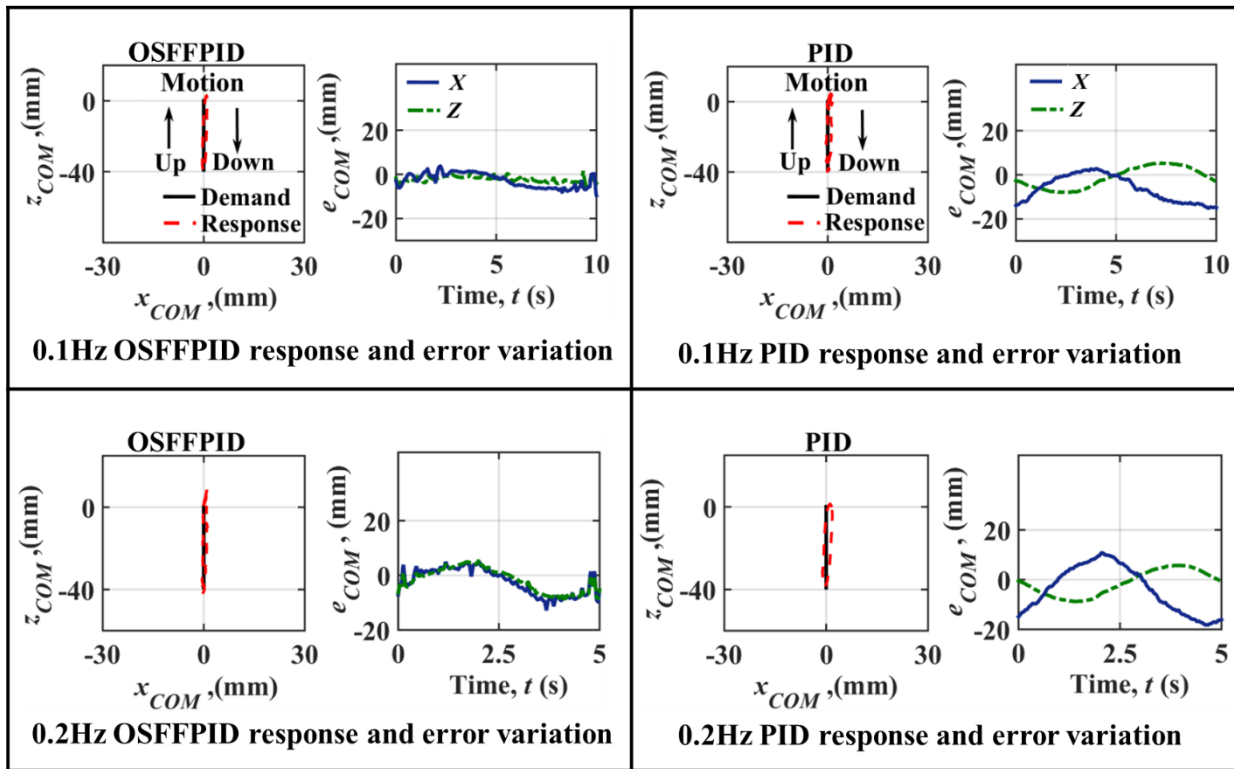 OSFFPID
Motion
Up Down
Demand
Response
z_COM ,(mm)
0
-40
-30 0 30
x_COM ,(mm)
X
Z
e_COM ,(mm)
20
0
-20
0 5 10
Time, t (s)
0.1Hz OSFFPID response and error variation
PID
Motion
Up Down
Demand
Response
z_COM ,(mm)
0
-40
-30 0 30
x_COM ,(mm)
X
Z
e_COM ,(mm)
20
0
-20
0 5 10
Time, t (s)
0.1Hz PID response and error variation
OSFFPID
z_COM ,(mm)
0
-40
-30 0 30
x_COM ,(mm)
e_COM , (mm)
20
0
-20
0 2.5 5
Time, t (s)
0.2Hz OSFFPID response and error variation
PID
z_COM ,(mm)
0
-40
-30 0 30
x_COM ,(mm)
e_COM , (mm)
20
0
-20
0 2.5 5
Time, t (s)
0.2Hz PID response and error variation